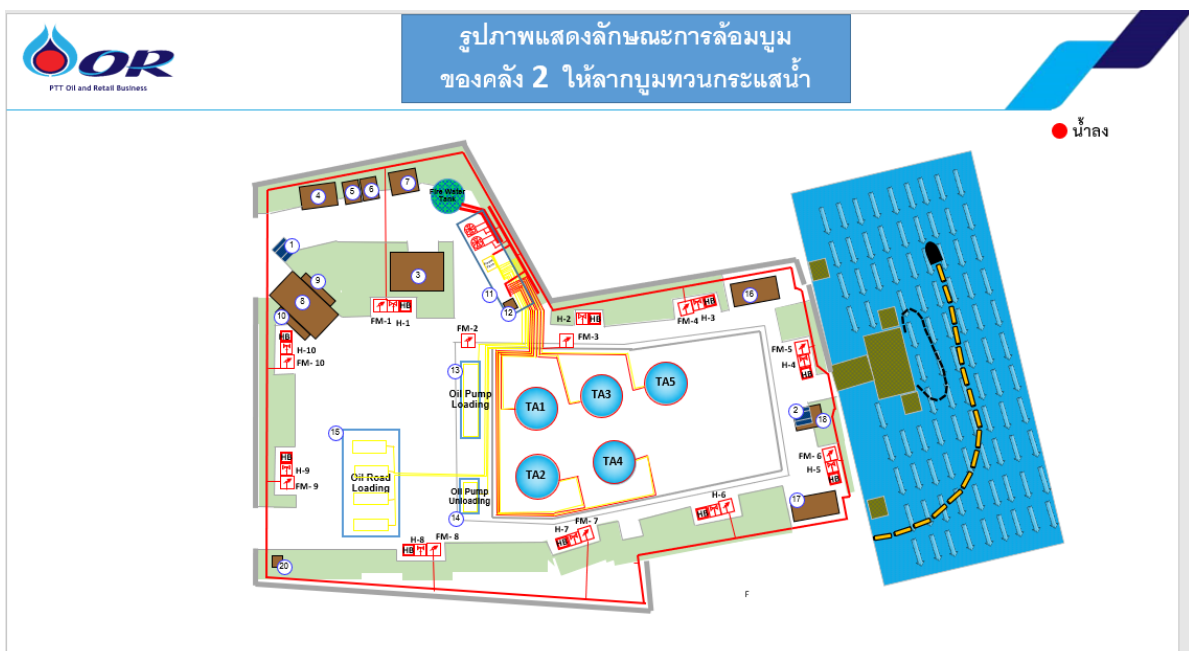 รูปภาพแสดงลักษณะการล้อมบูม
ของคลัง 2 ให้ลากบูมทวนกระแสน้ำ
OR
PTT Oil and Retail Business
น้ำลง
4
5
6
7
Fire Water
Tank
1
9
8
10
3
11
12
HB
FM-1
H-1
FM-2
H-2
HB
FM-3
FM-4
HB
H-3
16
FM-5
H-4
HB
HB
H-10
FM- 10
13
Oil Pump
Loading
TA1
TA3
TA5
2
18
15
Oil Road
Loading
HB
H-9
FM- 9
Oil Pump
Unloading
14
TA2
TA4
FM- 6
H-5
HB
17
H-6
HB
H-7
FM- 7
HB
H-8
FM- 8
HB
20
F